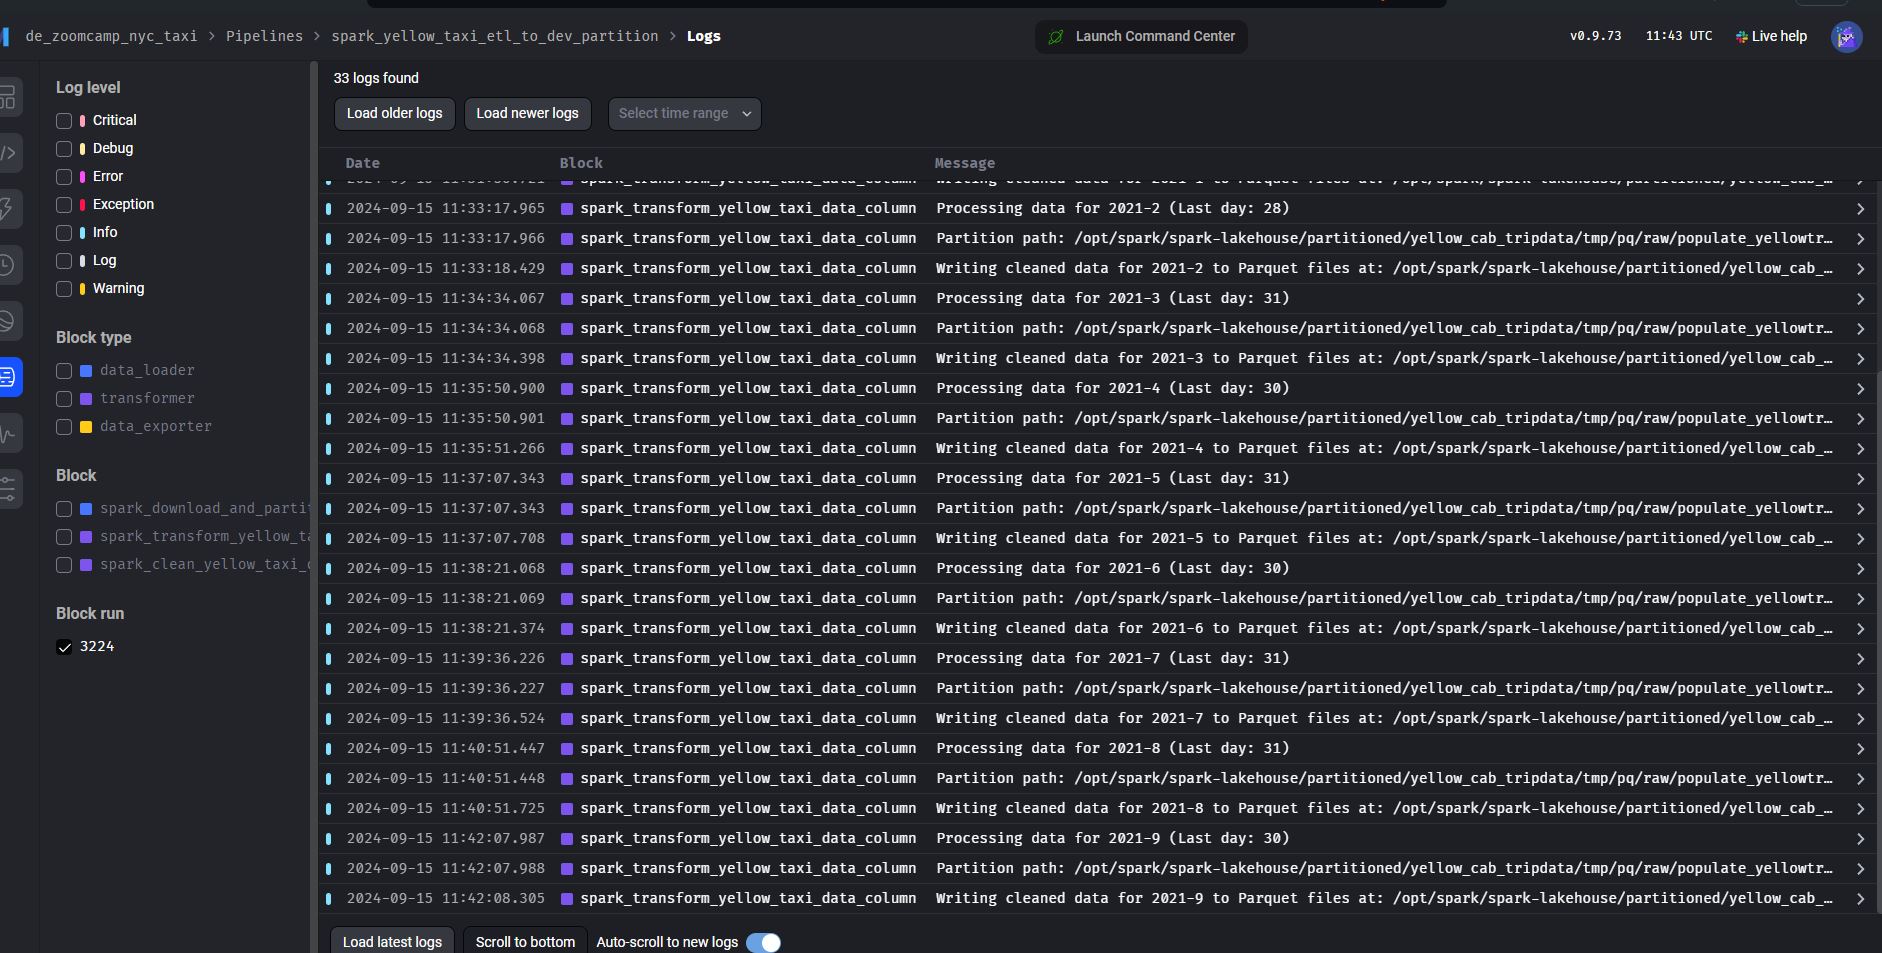 de_zoomcamp_nyc_taxi > Pipelines > spark_yellow_taxi_etl_to_dev_partition > Logs
Launch Command Center
v0.9.73 11:43 UTC Live help
Log level
Critical
Debug
Error
Exception
Info
Log
Warning
Block type
data_loader
transformer
data_exporter
Block
spark_download_and_parti
spark_transform_yellow_ta
spark_clean_yellow_taxi_
Block run
3224
33 logs found
Load older logs Load newer logs Select time range
Date Block Message
spark_transform_yellow_taxi_data_column Writing cleaned data for 2021-1 to Parquet files at: /opt/spark/spark-lakehouse/partitioned/yellow_cab_…
2024-09-15 11:33:17.965 spark_transform_yellow_taxi_data_column Processing data for 2021-2 (Last day: 28)
2024-09-15 11:33:17.966 spark_transform_yellow_taxi_data_column Partition path: /opt/spark/spark-lakehouse/partitioned/yellow_cab_tripdata/tmp/pq/raw/populate_yellowtr…
2024-09-15 11:33:18.429 spark_transform_yellow_taxi_data_column Writing cleaned data for 2021-2 to Parquet files at: /opt/spark/spark-lakehouse/partitioned/yellow_cab_…
2024-09-15 11:34:34.067 spark_transform_yellow_taxi_data_column Processing data for 2021-3 (Last day: 31)
2024-09-15 11:34:34.068 spark_transform_yellow_taxi_data_column Partition path: /opt/spark/spark-lakehouse/partitioned/yellow_cab_tripdata/tmp/pq/raw/populate_yellowtr…
2024-09-15 11:34:34.398 spark_transform_yellow_taxi_data_column Writing cleaned data for 2021-3 to Parquet files at: /opt/spark/spark-lakehouse/partitioned/yellow_cab_…
2024-09-15 11:35:50.900 spark_transform_yellow_taxi_data_column Processing data for 2021-4 (Last day: 30)
2024-09-15 11:35:50.901 spark_transform_yellow_taxi_data_column Partition path: /opt/spark/spark-lakehouse/partitioned/yellow_cab_tripdata/tmp/pq/raw/populate_yellowtr…
2024-09-15 11:35:51.266 spark_transform_yellow_taxi_data_column Writing cleaned data for 2021-4 to Parquet files at: /opt/spark/spark-lakehouse/partitioned/yellow_cab_…
2024-09-15 11:37:07.343 spark_transform_yellow_taxi_data_column Processing data for 2021-5 (Last day: 31)
2024-09-15 11:37:07.343 spark_transform_yellow_taxi_data_column Partition path: /opt/spark/spark-lakehouse/partitioned/yellow_cab_tripdata/tmp/pq/raw/populate_yellowtr…
2024-09-15 11:37:07.708 spark_transform_yellow_taxi_data_column Writing cleaned data for 2021-5 to Parquet files at: /opt/spark/spark-lakehouse/partitioned/yellow_cab_…
2024-09-15 11:38:21.068 spark_transform_yellow_taxi_data_column Processing data for 2021-6 (Last day: 30)
2024-09-15 11:38:21.069 spark_transform_yellow_taxi_data_column Partition path: /opt/spark/spark-lakehouse/partitioned/yellow_cab_tripdata/tmp/pq/raw/populate_yellowtr…
2024-09-15 11:38:21.374 spark_transform_yellow_taxi_data_column Writing cleaned data for 2021-6 to Parquet files at: /opt/spark/spark-lakehouse/partitioned/yellow_cab_…
2024-09-15 11:39:36.226 spark_transform_yellow_taxi_data_column Processing data for 2021-7 (Last day: 31)
2024-09-15 11:39:36.227 spark_transform_yellow_taxi_data_column Partition path: /opt/spark/spark-lakehouse/partitioned/yellow_cab_tripdata/tmp/pq/raw/populate_yellowtr…
2024-09-15 11:39:36.524 spark_transform_yellow_taxi_data_column Writing cleaned data for 2021-7 to Parquet files at: /opt/spark/spark-lakehouse/partitioned/yellow_cab_…
2024-09-15 11:40:51.447 spark_transform_yellow_taxi_data_column Processing data for 2021-8 (Last day: 31)
2024-09-15 11:40:51.448 spark_transform_yellow_taxi_data_column Partition path: /opt/spark/spark-lakehouse/partitioned/yellow_cab_tripdata/tmp/pq/raw/populate_yellowtr…
2024-09-15 11:40:51.725 spark_transform_yellow_taxi_data_column Writing cleaned data for 2021-8 to Parquet files at: /opt/spark/spark-lakehouse/partitioned/yellow_cab_…
2024-09-15 11:42:07.987 spark_transform_yellow_taxi_data_column Processing data for 2021-9 (Last day: 30)
2024-09-15 11:42:07.988 spark_transform_yellow_taxi_data_column Partition path: /opt/spark/spark-lakehouse/partitioned/yellow_cab_tripdata/tmp/pq/raw/populate_yellowtr…
2024-09-15 11:42:08.305 spark_transform_yellow_taxi_data_column Writing cleaned data for 2021-9 to Parquet files at: /opt/spark/spark-lakehouse/partitioned/yellow_cab_…
Load latest logs Scroll to bottom Auto-scroll to new logs